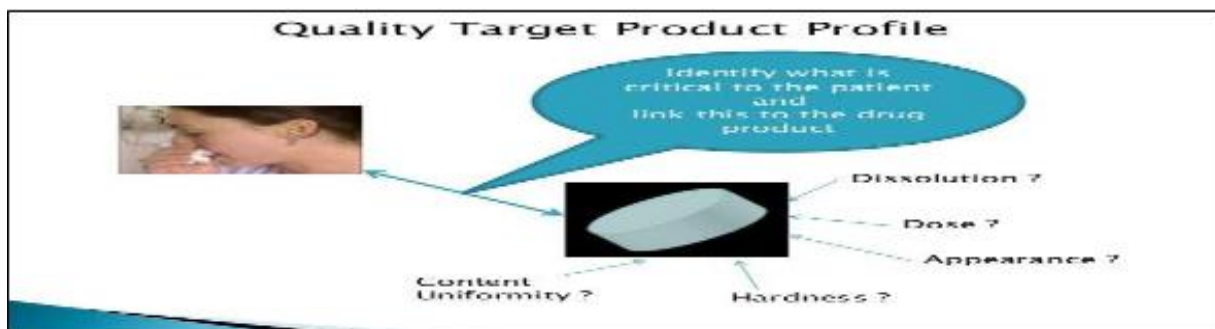 Quality Target Product Profile
Identify what is
critical to the patient
and
link this to the drug
product
Dissolution ?
Dose ?
Appearance ?
Content
Uniformity ?
Hardness ?